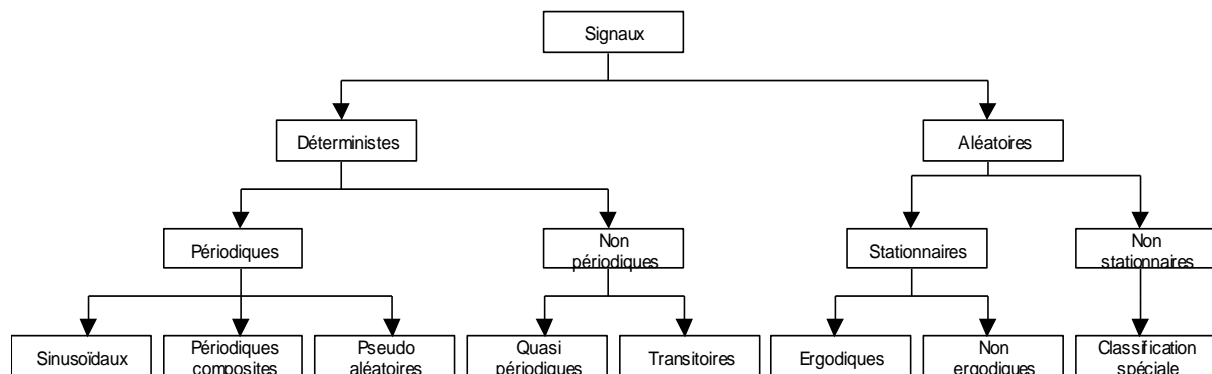 Signaux
Déterministes
Aléatoires
Périodiques
Non
périodiques
Stationnaires
Non
stationnaires
Sinusoïdaux
Périodiques
composites
Pseudo
aléatoires
Quasi
périodiques
Transitoires
Ergodiques
Non
ergodiques
Classification
spéciale